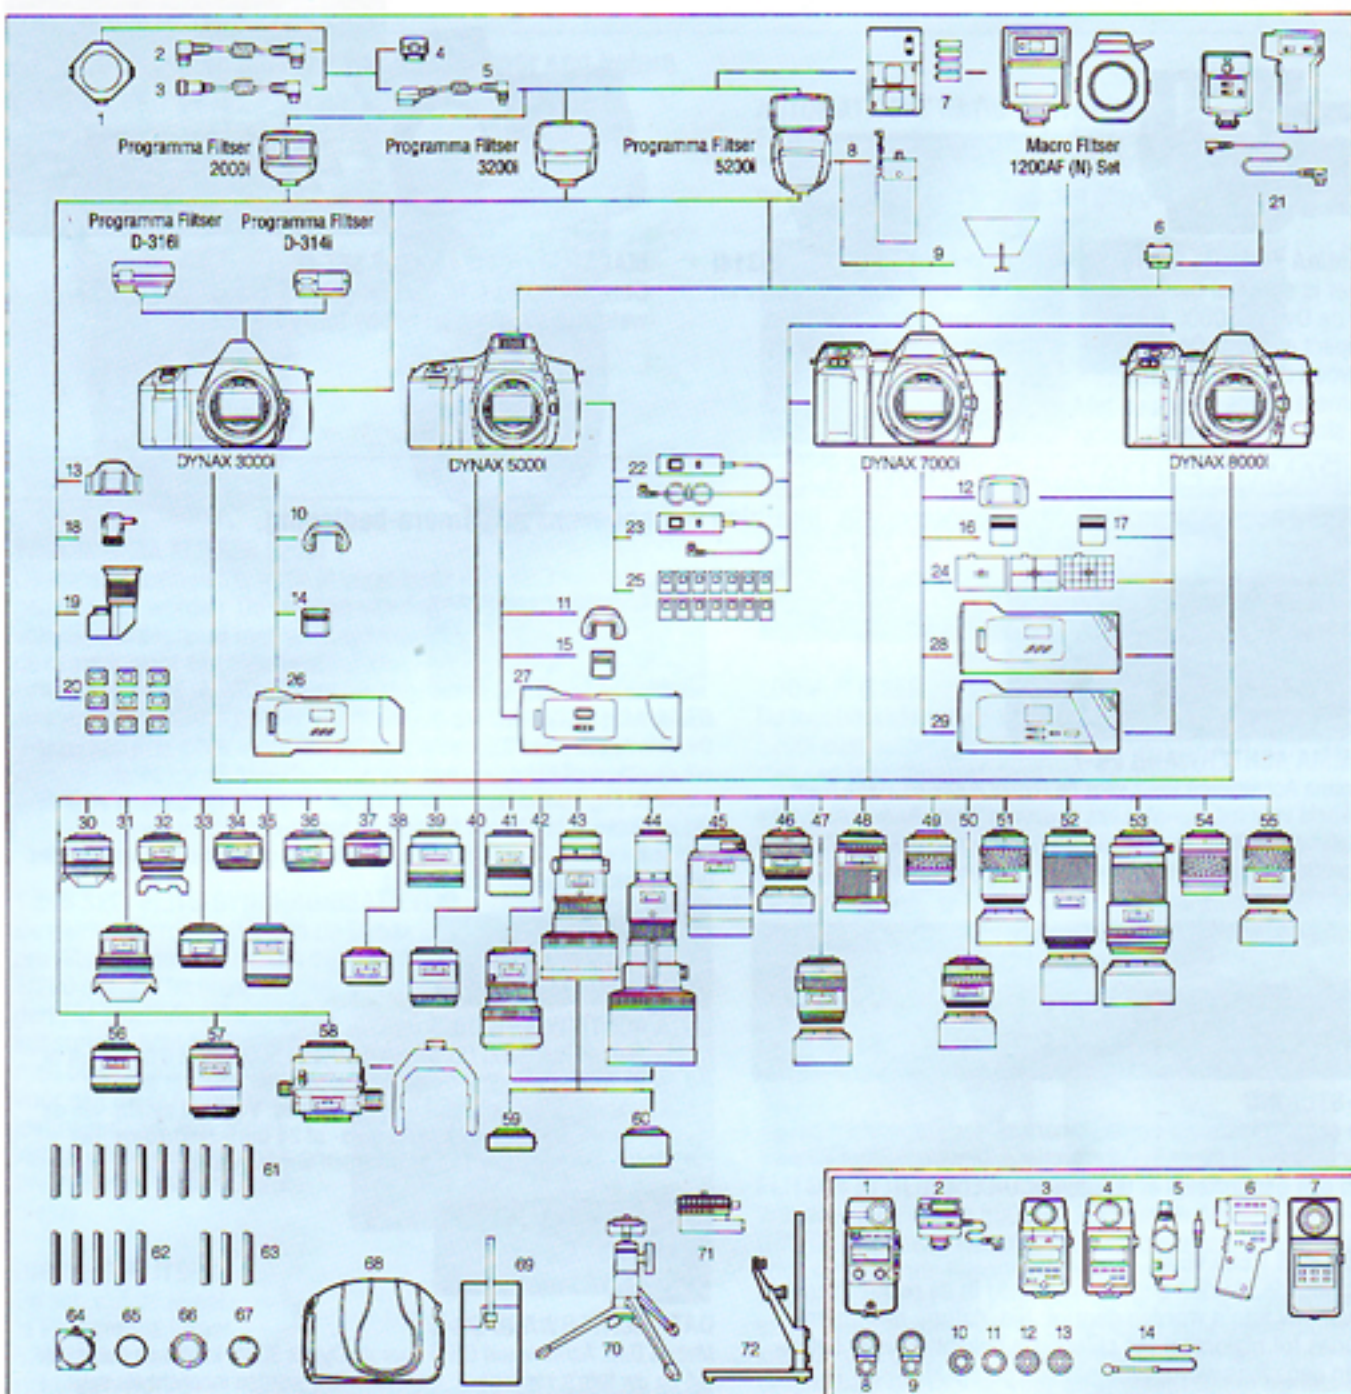 1
2
3
4
5
7
Programma Flitser
2000i
Programma Flitser
3200i
Programma Flitser
5200i
8
Macro Flitser
1200AF (N) Set
21
9
6
Programma Flitser
D-316i
Programma Flitser
D-314i
DYNAX 3000i
DYNAX 5000i
DYNAX 7000i
DYNAX 8000i
13
22
12
18
10
23
16
17
25
24
19
14
11
15
28
20
26
27
29
30 31 32 33 34 35 36 37 38 39 40 41 42 43 44 45 46 47 48 49 50 51 52 53 54 55
56 57 58
59 60
61
62 63
64 65 66 67
68 69 70 71 72
1 2 3 4 5 6 7
8 9 10 11 12 13 14